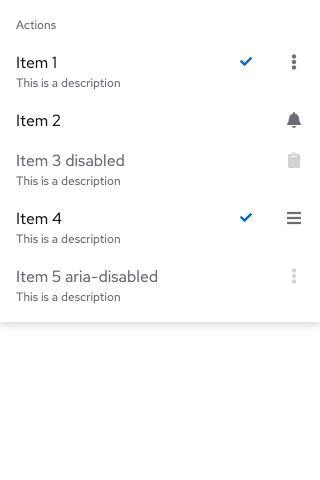 Actions
Item 1
This is a description
Item 2
Item 3 disabled
This is a description
Item 4
This is a description
Item 5 aria-disabled
This is a description